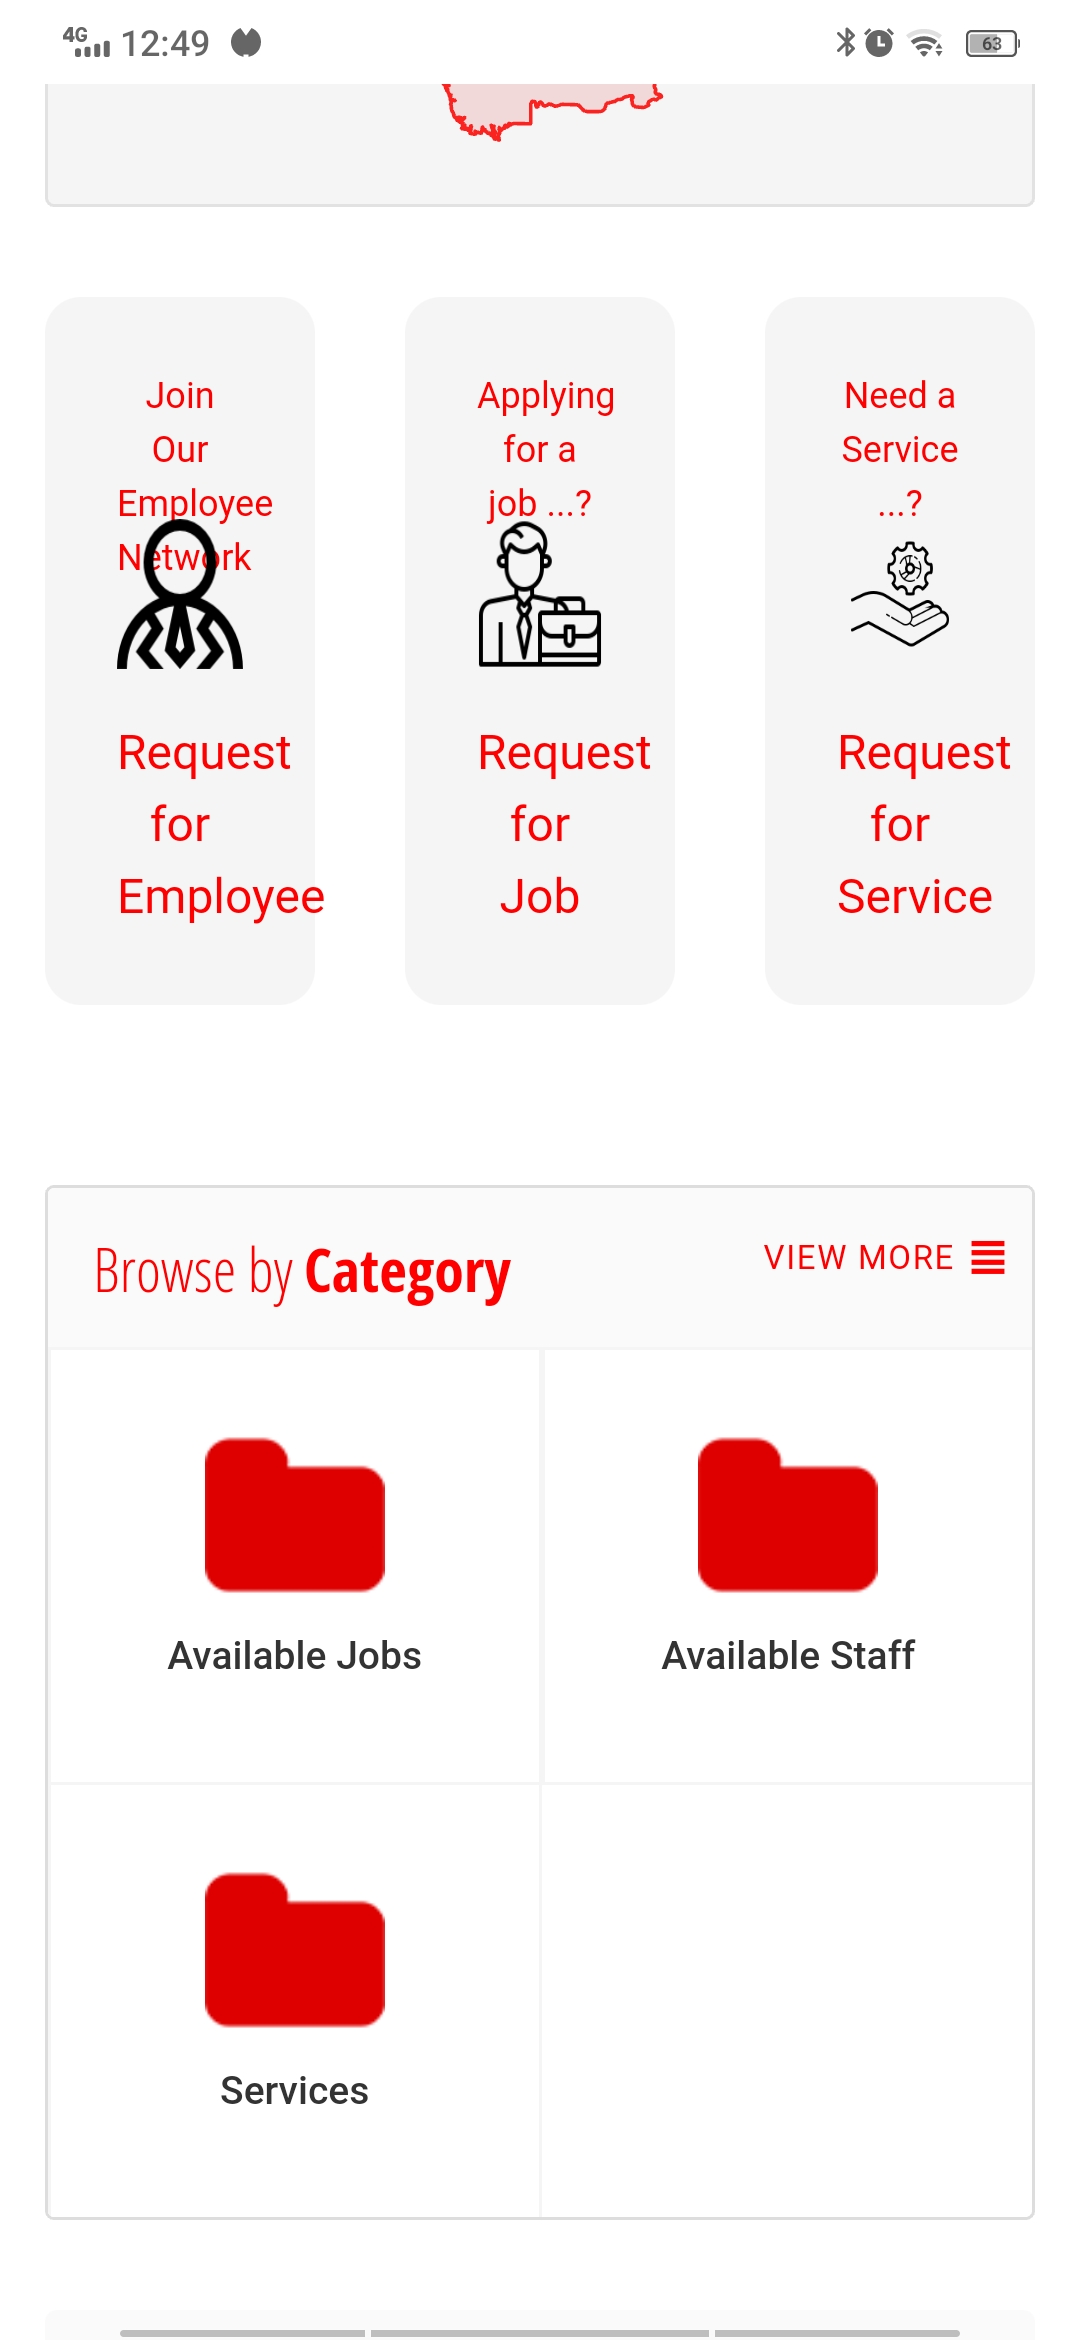 4G 12:49 63
Join
Our
Employee
Network
Applying
for a
job ...?
Need a
Service
...?
Request
for
Employee
Request
for
Job
Request
for
Service
Browse by Category
VIEW MORE
Available Jobs
Available Staff
Services